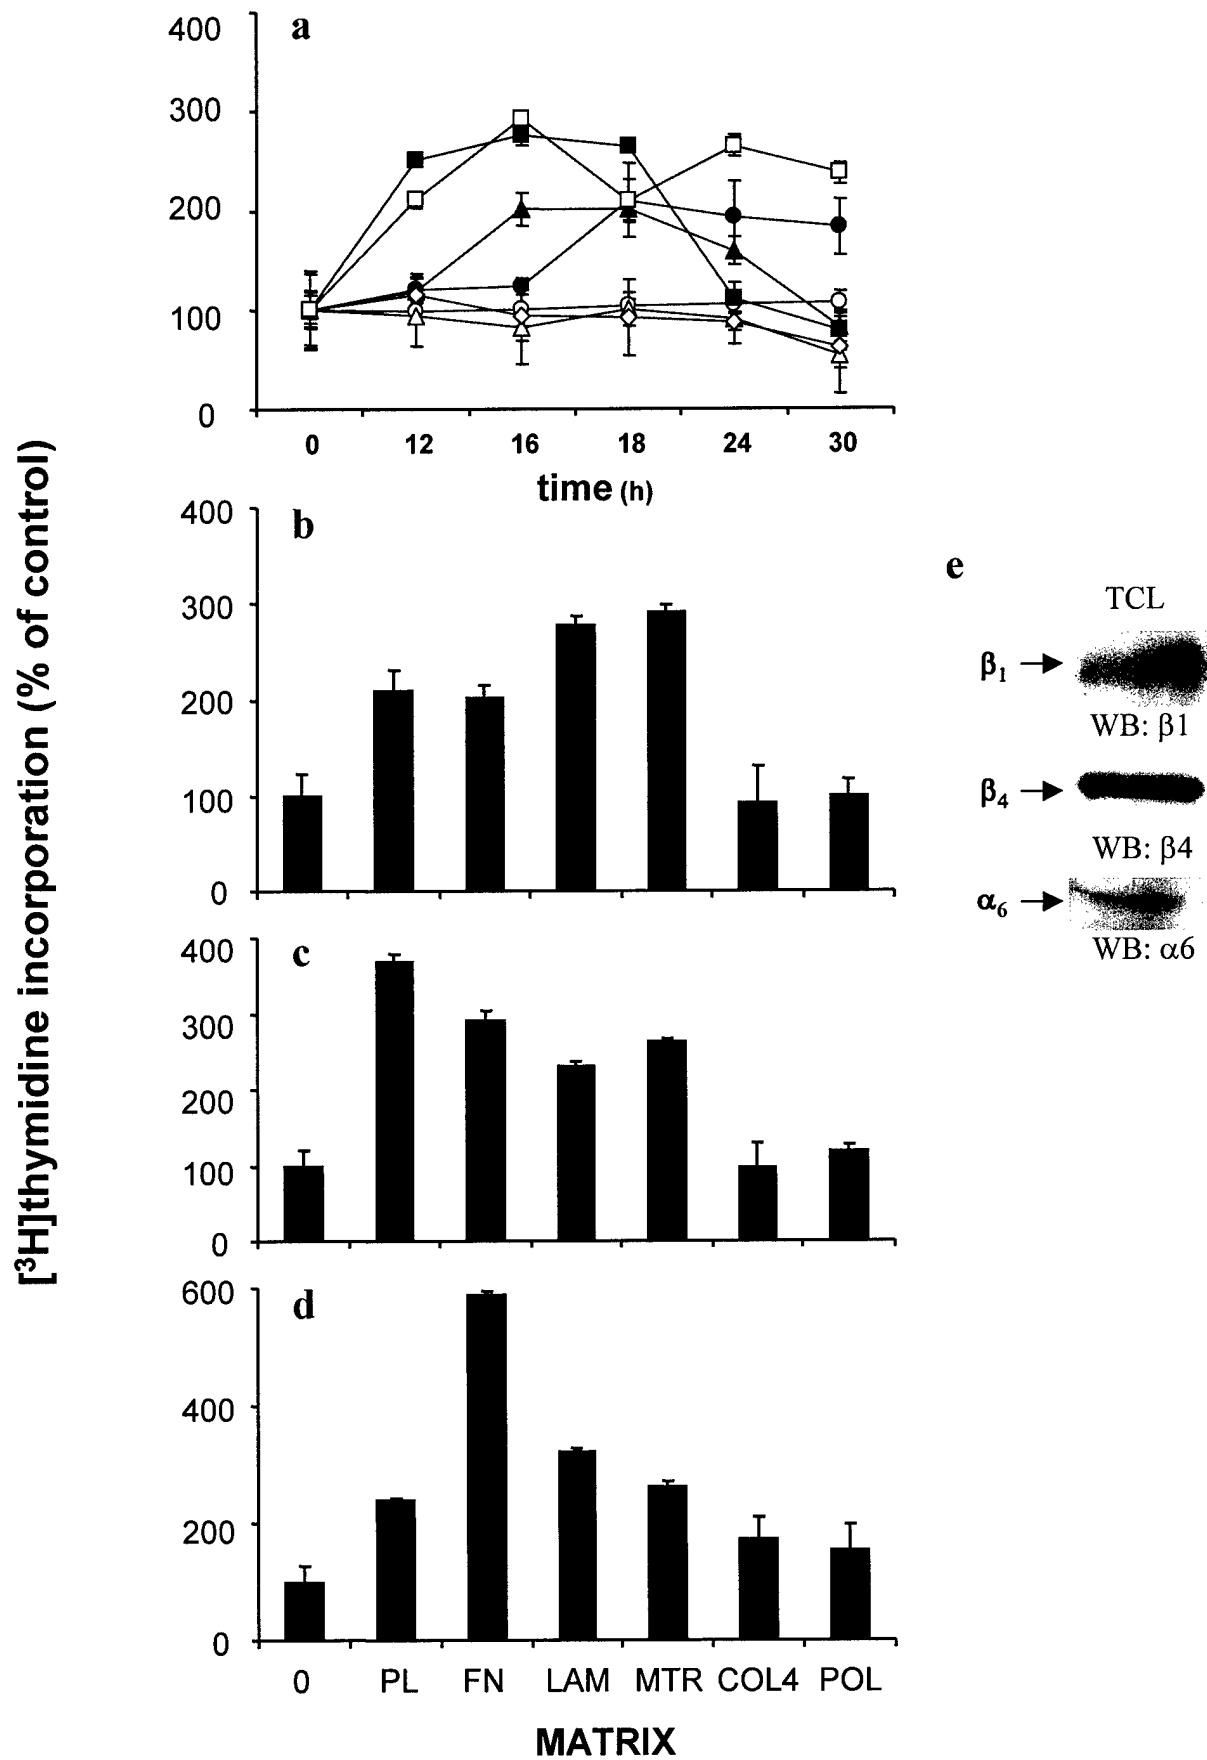 [³H]thymidine incorporation (% of control)
a
400
300
200
100
0
0 12 16 18 24 30
time (h)
b
400
300
200
100
0
c
400
300
200
100
0
d
600
400
200
0
0 PL FN LAM MTR COL4 POL
MATRIX
e
TCL
β₁
WB: β1
β₄
WB: β4
α₆
WB: α6